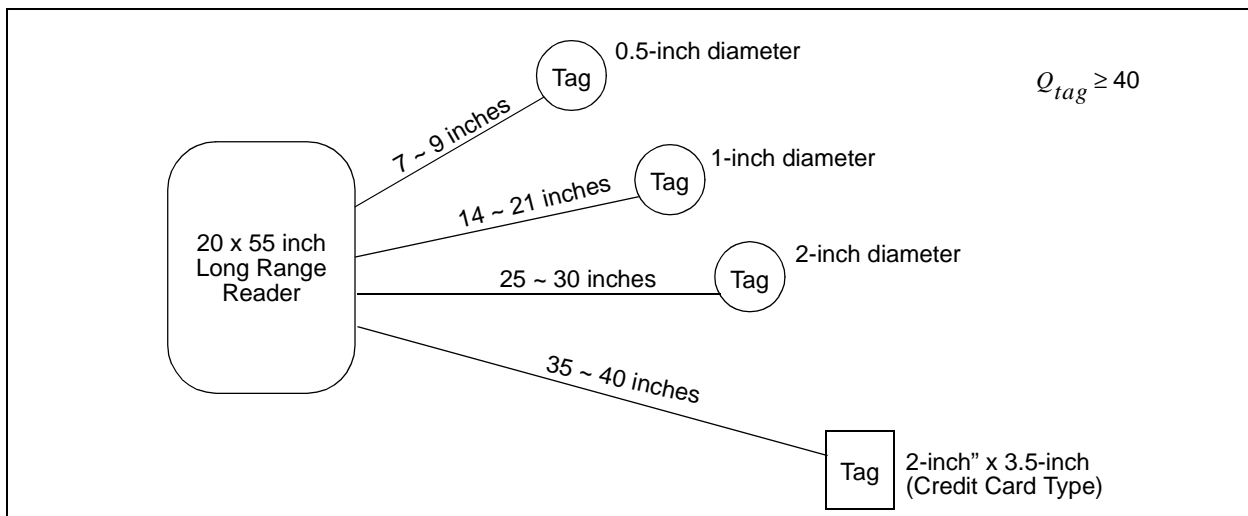 0.5-inch diameter
Tag
Q_tag ≥ 40
7 ~ 9 inches
1-inch diameter
Tag
14 ~ 21 inches
20 x 55 inch
Long Range
Reader
2-inch diameter
Tag
25 ~ 30 inches
35 ~ 40 inches
Tag
2-inch” x 3.5-inch
(Credit Card Type)